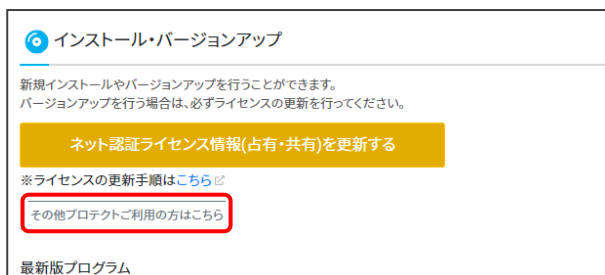 インストール・バージョンアップ
新規インストールやバージョンアップを行うことができます。
バージョンアップを行う場合は、必ずライセンスの更新を行ってください。
ネット認証ライセンス情報(占有・共有)を更新する
※ライセンスの更新手順はこちら
その他プロテクトご利用の方はこちら
最新版プログラム